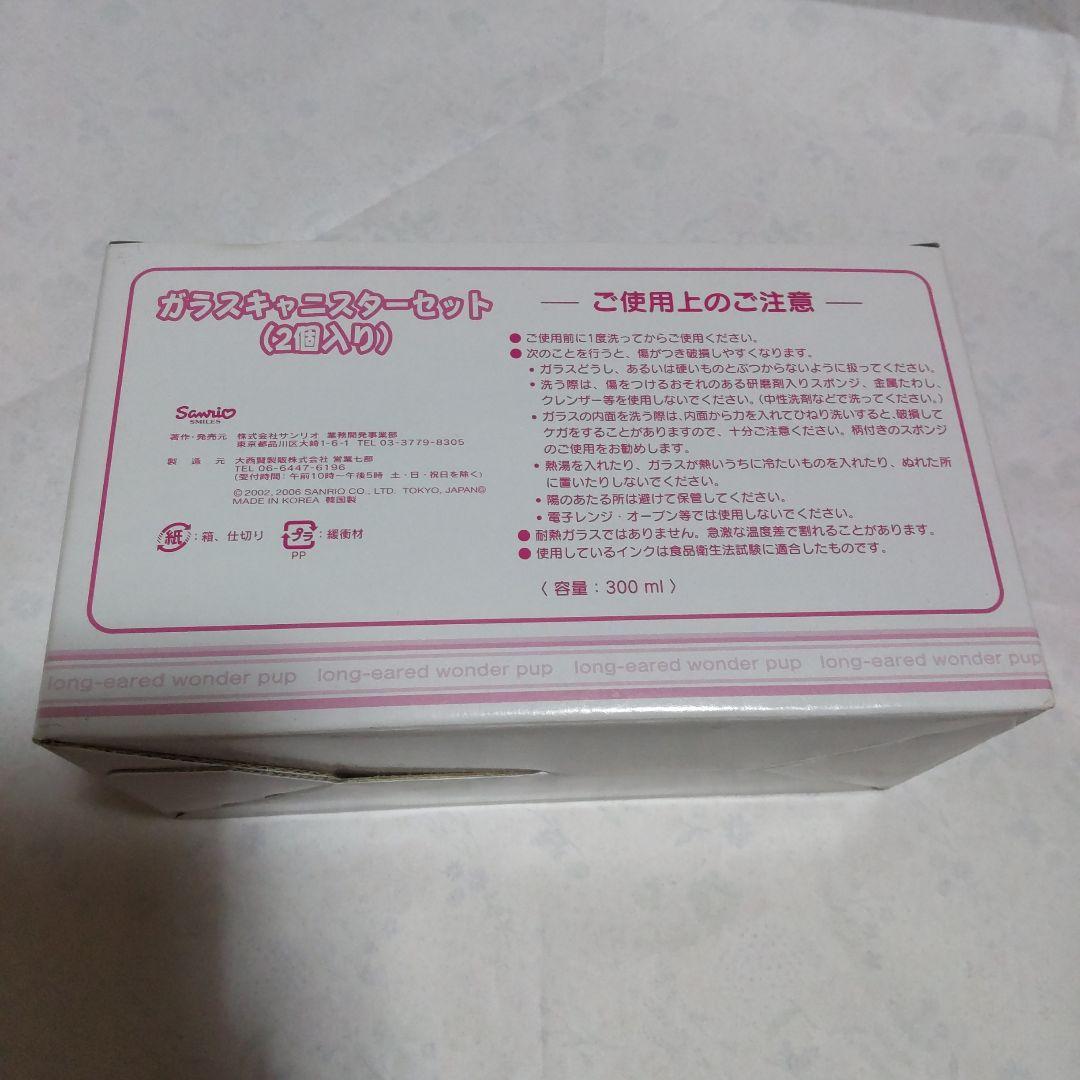 ガラスキャニスターセット
(2個入り)
Sanrio
SMILES
著作・発売元 株式会社サンリオ 業務開発事業部
東京都品川区大崎1-6-1 TEL 03-3779-8305
製造元 大西賢製販株式会社 営業七部
TEL 06-6447-6196
(受付時間：午前10時〜午後5時 土・日・祝日を除く)
©2002, 2006 SANRIO CO., LTD. TOKYO, JAPAN Ⓛ
MADE IN KOREA 韓国製
紙：箱、仕切り プラ：緩衝材
PP
ご使用上のご注意
● ご使用前に1度洗ってからご使用ください。
● 次のことを行うと、傷がつき破損しやすくなります。
・ガラスどうし、あるいは硬いものとぶつからないように扱ってください。
・洗う際は、傷をつけるおそれのある研磨剤入りスポンジ、金属たわし、
クレンザー等を使用しないでください。(中性洗剤などで洗ってください。)
・ガラスの内面を洗う際は、内面から力を入れてひねり洗いすると、破損して
ケガをすることがありますので、十分ご注意ください。柄付きのスポンジ
のご使用をお勧めします。
・熱湯を入れたり、ガラスが熱いうちに冷たいものを入れたり、ぬれた所
に置いたりしないでください。
・陽のあたる所は避けて保管してください。
・電子レンジ・オーブン等では使用しないでください。
● 耐熱ガラスではありません。急激な温度差で割れることがあります。
● 使用しているインクは食品衛生法試験に適合したものです。
〈 容量：300 ml 〉
long-eared wonder pup long-eared wonder pup long-eared wonder pup long-eared wonder pup